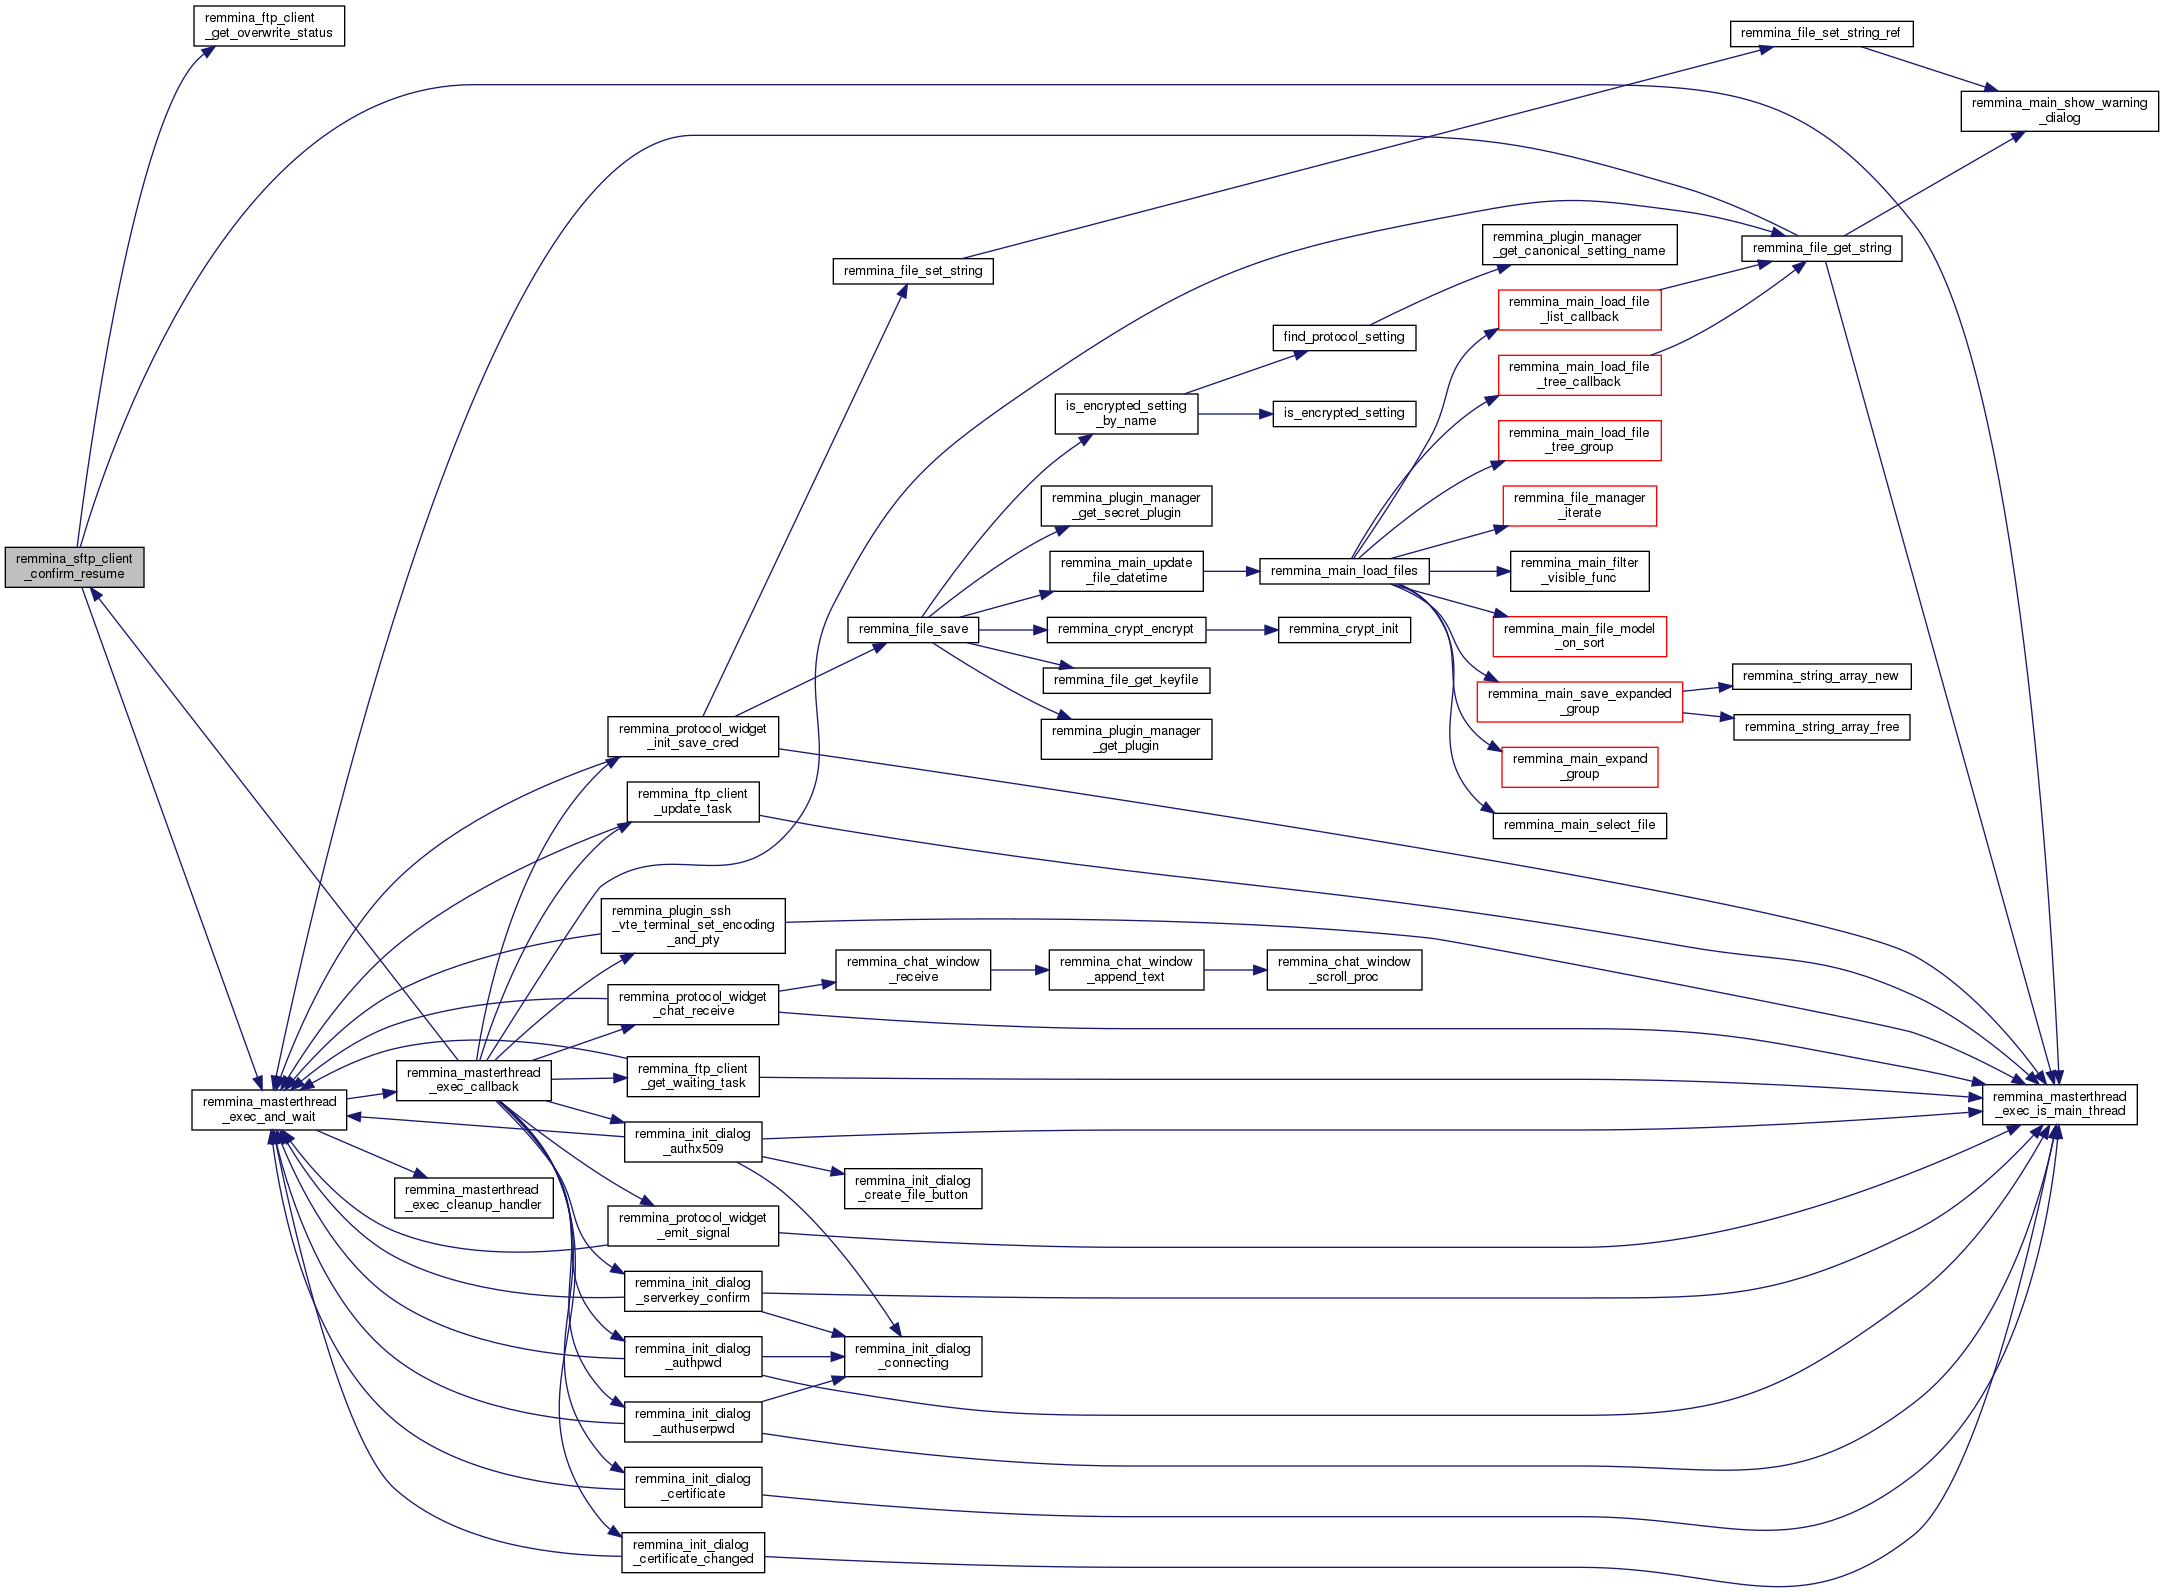 remmina_ftp_client
_get_overwrite_status
remmina_file_set_string_ref
remmina_main_show_warning
_dialog
remmina_plugin_manager
_get_canonical_setting_name
remmina_file_get_string
remmina_file_set_string
remmina_main_load_file
_list_callback
find_protocol_setting
remmina_main_load_file
_tree_callback
is_encrypted_setting
_by_name
is_encrypted_setting
remmina_main_load_file
_tree_group
remmina_plugin_manager
_get_secret_plugin
remmina_file_manager
_iterate
remmina_sftp_client
_confirm_resume
remmina_main_update
_file_datetime
remmina_main_load_files
remmina_main_filter
_visible_func
remmina_file_save
remmina_crypt_encrypt
remmina_crypt_init
remmina_main_file_model
_on_sort
remmina_file_get_keyfile
remmina_main_save_expanded
_group
remmina_string_array_new
remmina_string_array_free
remmina_protocol_widget
_init_save_cred
remmina_plugin_manager
_get_plugin
remmina_main_expand
_group
remmina_ftp_client
_update_task
remmina_main_select_file
remmina_plugin_ssh
_vte_terminal_set_encoding
_and_pty
remmina_chat_window
_receive
remmina_chat_window
_append_text
remmina_chat_window
_scroll_proc
remmina_protocol_widget
_chat_receive
remmina_masterthread
_exec_callback
remmina_ftp_client
_get_waiting_task
remmina_masterthread
_exec_and_wait
remmina_masterthread
_exec_is_main_thread
remmina_init_dialog
_authx509
remmina_masterthread
_exec_cleanup_handler
remmina_init_dialog
_create_file_button
remmina_protocol_widget
_emit_signal
remmina_init_dialog
_serverkey_confirm
remmina_init_dialog
_authpwd
remmina_init_dialog
_connecting
remmina_init_dialog
_authuserpwd
remmina_init_dialog
_certificate
remmina_init_dialog
_certificate_changed